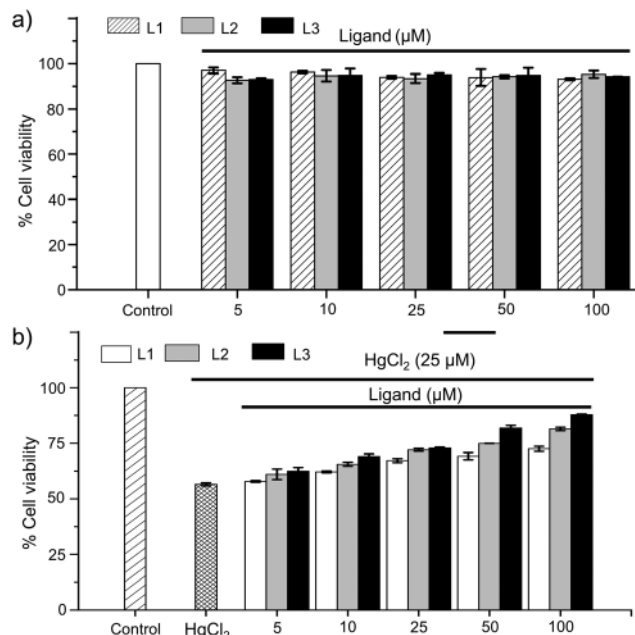 a)
L1 L2 L3
Ligand (μM)
100
80
60
40
20
0
% Cell viability
Control 5 10 25 50 100
b)
L1 L2 L3
HgCl₂ (25 μM)
Ligand (μM)
100
75
50
25
0
% Cell viability
Control HgCl₂ 5 10 25 50 100